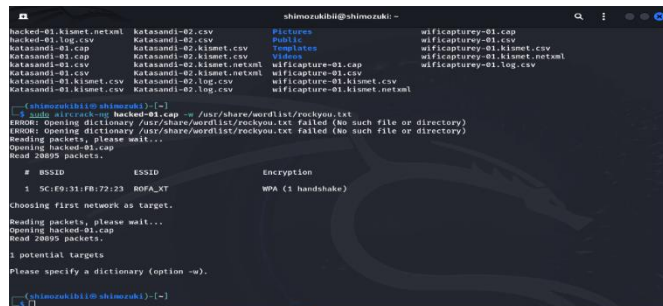 shimozukibii@shimozuki: ~
hacked-01.kismet.netxml Katasandi-02.csv Pictures wificapturey-01.cap
hacked-01.log.csv Katasandi-02.csv Public wificapturey-01.csv
katasandi-01.cap Katasandi-02.kismet.csv Templates wificapturey-01.kismet.csv
Katasandi-01.cap katasandi-02.kismet.csv Videos wificapturey-01.kismet.netxml
katasandi-01.csv Katasandi-02.kismet.netxml wificapture-01.cap wificapturey-01.log.csv
Katasandi-01.csv Katasandi-02.kismet.netxml wificapture-01.csv
katasandi-01.kismet.csv Katasandi-02.log.csv wificapture-01.kismet.csv
Katasandi-01.kismet.csv katasandi-02.log.csv wificapture-01.kismet.netxml
(shimozukibii㉿shimozuki)-[~]
$ sudo aircrack-ng hacked-01.cap -w /usr/share/wordlist/rockyou.txt
ERROR: Opening dictionary /usr/share/wordlist/rockyou.txt failed (No such file or directory)
ERROR: Opening dictionary /usr/share/wordlist/rockyou.txt failed (No such file or directory)
Reading packets, please wait...
Opening hacked-01.cap
Read 20895 packets.
# BSSID ESSID Encryption
1 5C:E9:31:FB:72:23 ROFA_XT WPA (1 handshake)
Choosing first network as target.
Reading packets, please wait...
Opening hacked-01.cap
Read 20895 packets.
1 potential targets
Please specify a dictionary (option -w).
(shimozukibii㉿shimozuki)-[~]
$